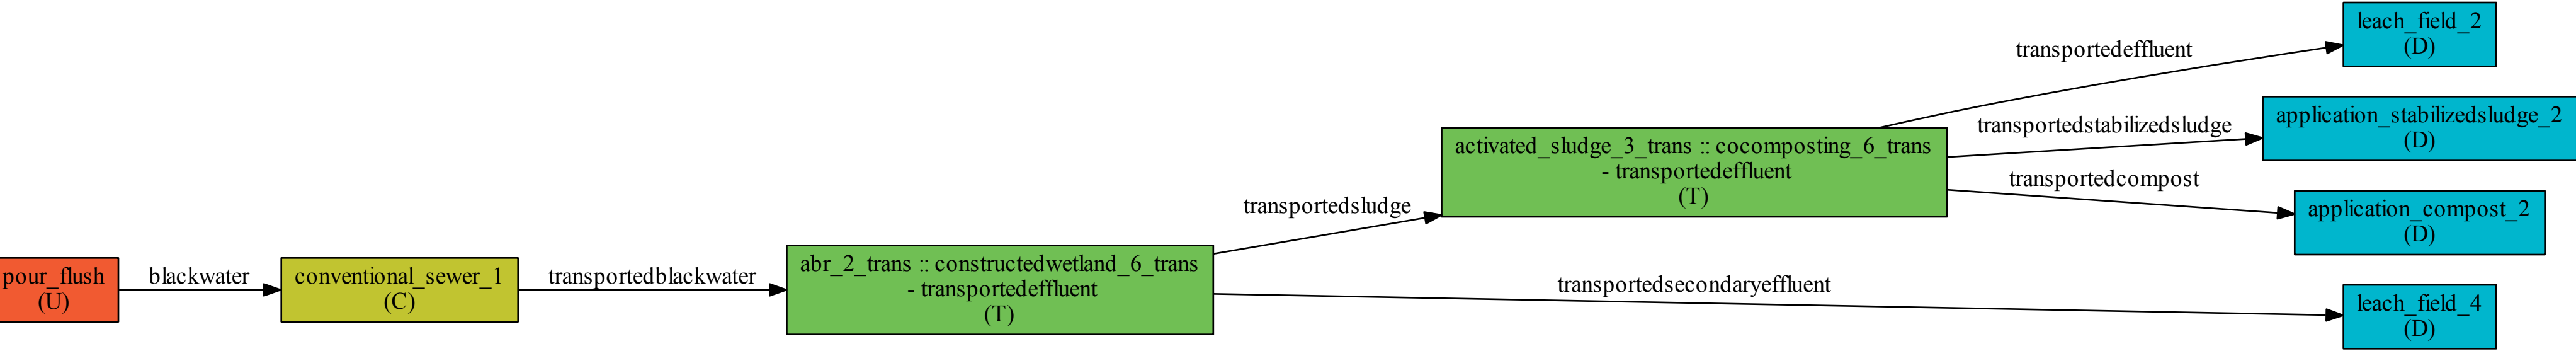 pour_flush
(U)
blackwater
conventional_sewer_1
(C)
transportedblackwater
abr_2_trans :: constructedwetland_6_trans
- transportedeffluent
(T)
transportedsludge
transportedsecondaryeffluent
activated_sludge_3_trans :: cocomposting_6_trans
- transportedeffluent
(T)
transportedeffluent
transportedstabilizedsludge
transportedcompost
leach_field_2
(D)
application_stabilizedsludge_2
(D)
application_compost_2
(D)
leach_field_4
(D)